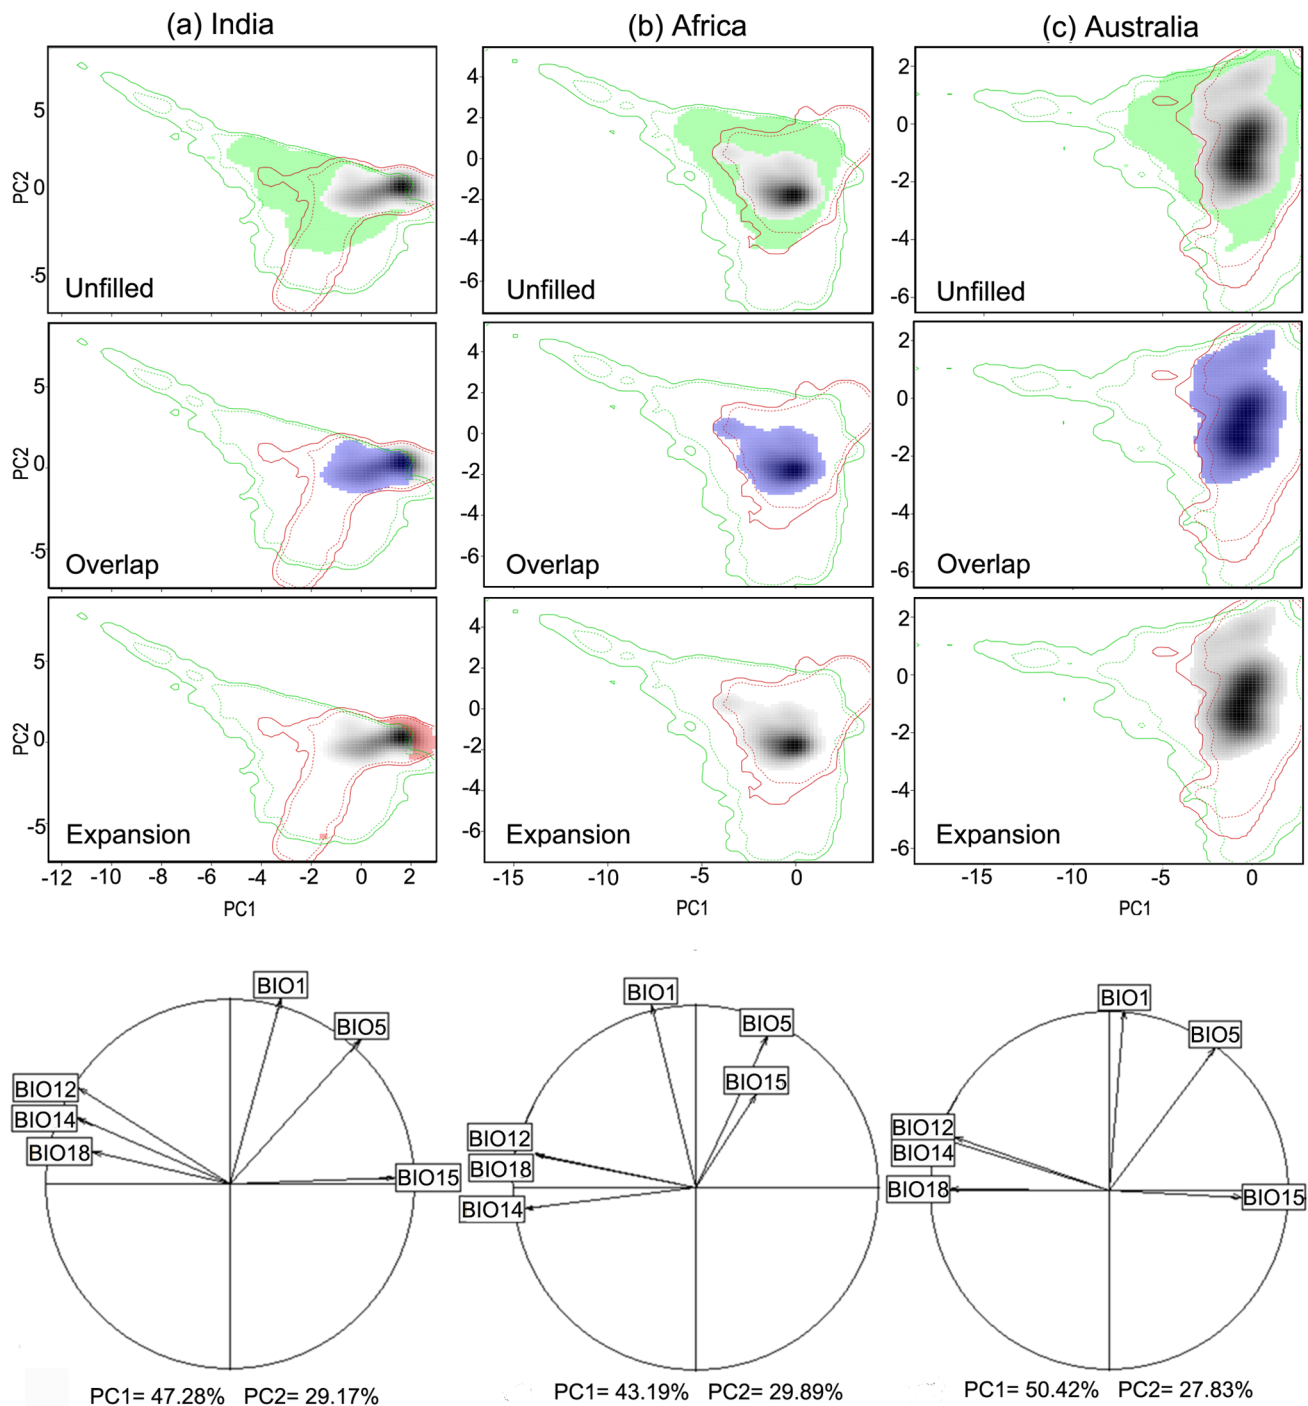 (a) India (b) Africa (c) Australia
5
0
-5
PC2
Unfilled
4
2
0
-2
-4
-6
Unfilled
2
0
-2
-4
-6
Unfilled
5
0
-5
PC2
Overlap
4
2
0
-2
-4
-6
Overlap
2
0
-2
-4
-6
Overlap
5
0
-5
PC2
Expansion
4
2
0
-2
-4
-6
Expansion
2
0
-2
-4
-6
Expansion
-12 -10 -8 -6 -4 -2 0 2
PC1
-15 -10 -5 0
PC1
-15 -10 -5 0
PC1
BIO1
BIO5
BIO12
BIO14
BIO18
BIO15
PC1= 47.28% PC2= 29.17%
BIO1
BIO5
BIO15
BIO12
BIO18
BIO14
PC1= 43.19% PC2= 29.89%
BIO1
BIO5
BIO12
BIO14
BIO18
BIO15
PC1= 50.42% PC2= 27.83%